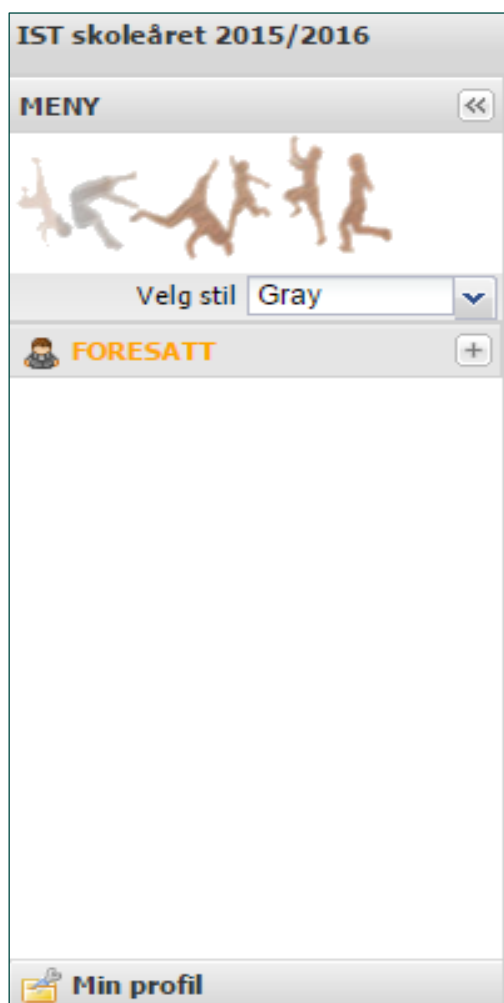 IST skoleåret 2015/2016
MENY
Velg stil Gray
FORESATT
Min profil